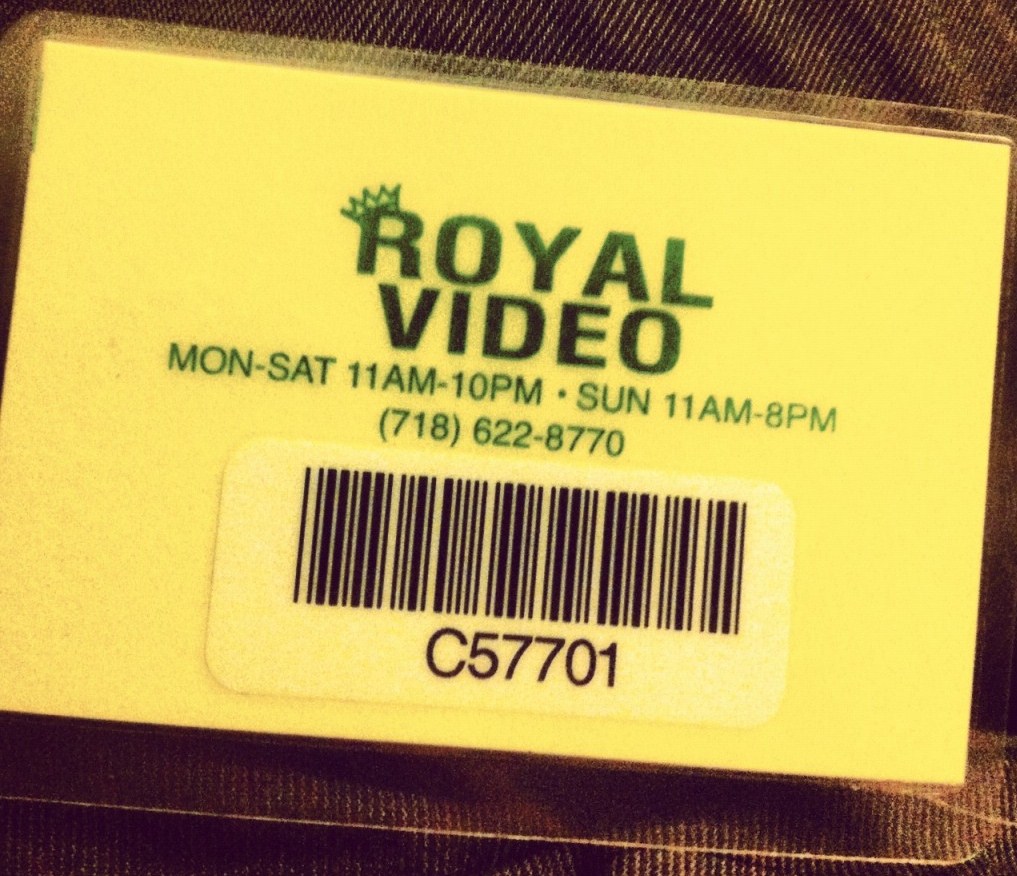 ROYAL
VIDEO
MON-SAT 11AM-10PM • SUN 11AM-8PM
(718) 622-8770
C57701